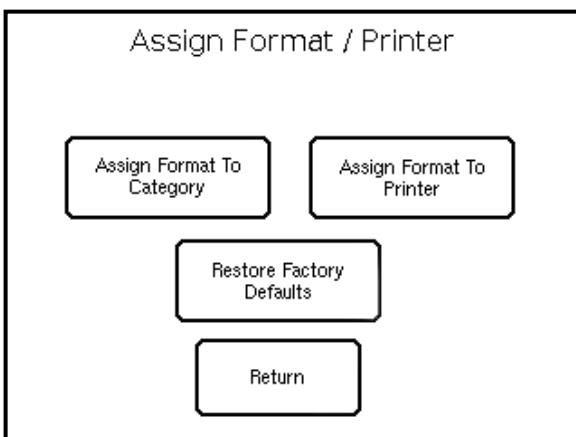 Assign Format / Printer
Assign Format To
Category
Assign Format To
Printer
Restore Factory
Defaults
Return